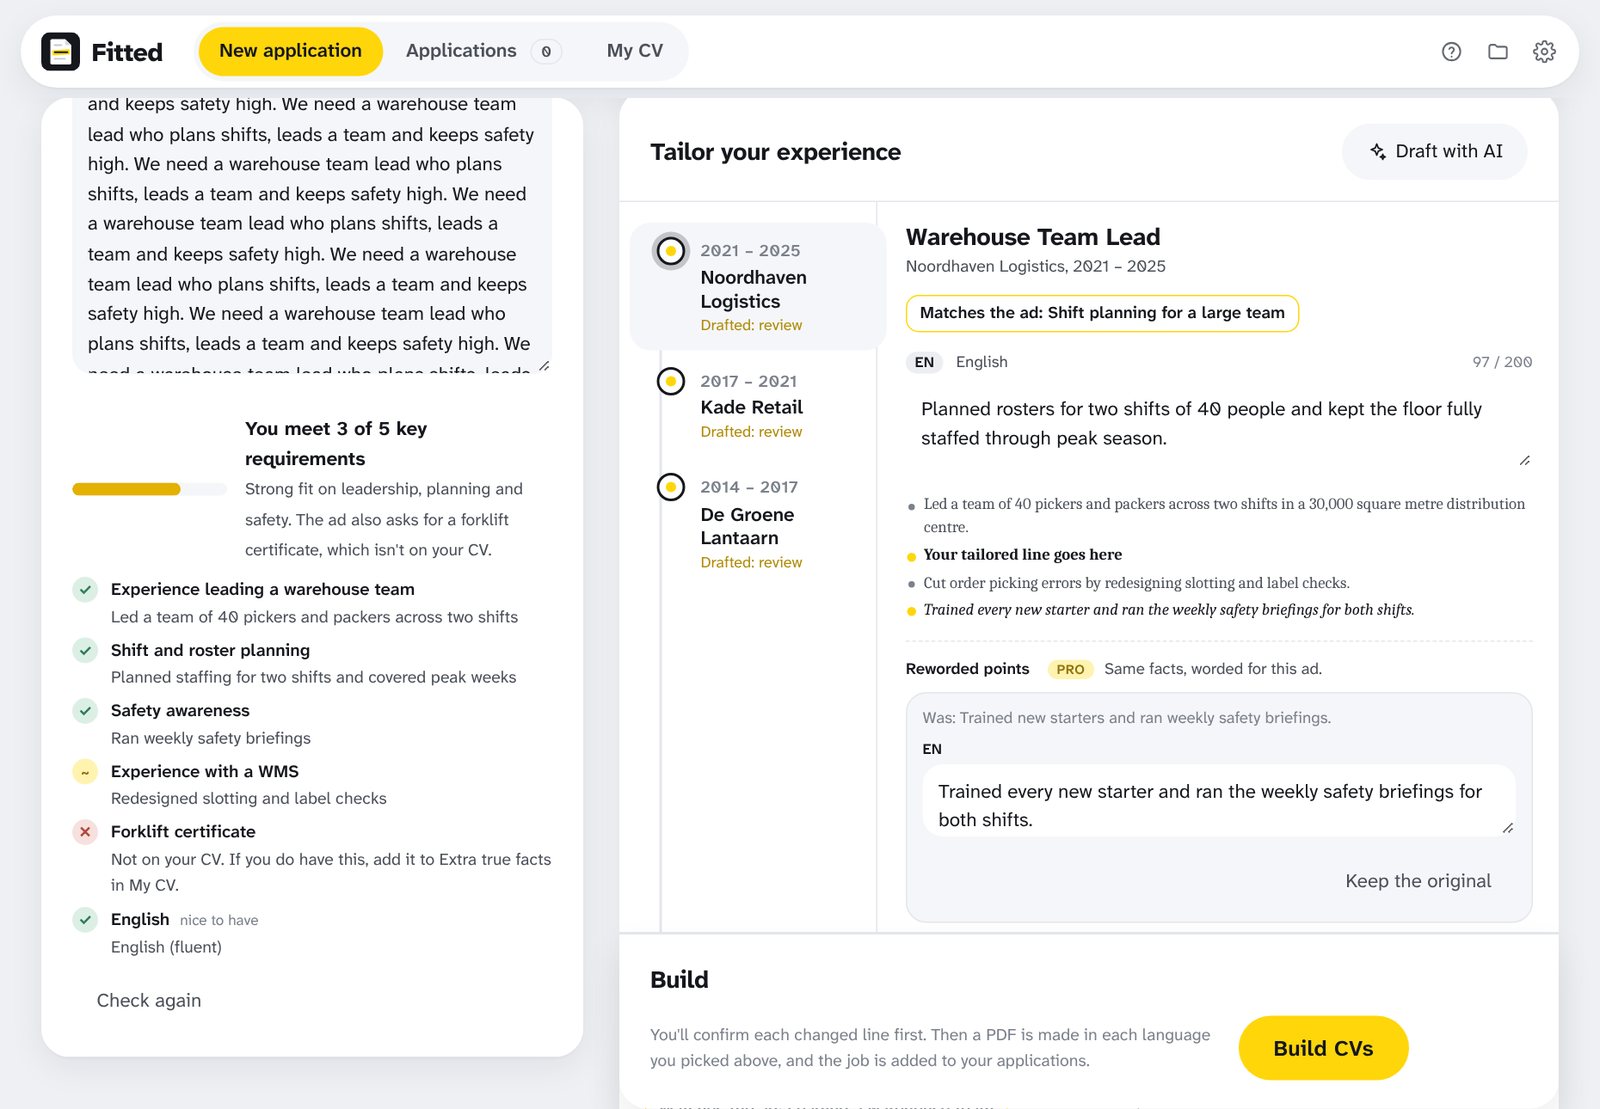 Fitted
New application
Applications 0
My CV
and keeps safety high. We need a warehouse team
lead who plans shifts, leads a team and keeps safety
high. We need a warehouse team lead who plans
shifts, leads a team and keeps safety high. We need
a warehouse team lead who plans shifts, leads a
team and keeps safety high. We need a warehouse
team lead who plans shifts, leads a team and keeps
safety high. We need a warehouse team lead who
plans shifts, leads a team and keeps safety high. We
need a warehouse team lead who plans shifts, leads
You meet 3 of 5 key
requirements
Strong fit on leadership, planning and
safety. The ad also asks for a forklift
certificate, which isn't on your CV.
Experience leading a warehouse team
Led a team of 40 pickers and packers across two shifts
Shift and roster planning
Planned staffing for two shifts and covered peak weeks
Safety awareness
Ran weekly safety briefings
~ Experience with a WMS
Redesigned slotting and label checks
Forklift certificate
Not on your CV. If you do have this, add it to Extra true facts
in My CV.
English nice to have
English (fluent)
Check again
Tailor your experience
Draft with AI
2021 – 2025
Noordhaven
Logistics
Drafted: review
2017 – 2021
Kade Retail
Drafted: review
2014 – 2017
De Groene
Lantaarn
Drafted: review
Warehouse Team Lead
Noordhaven Logistics, 2021 – 2025
Matches the ad: Shift planning for a large team
EN English 97 / 200
Planned rosters for two shifts of 40 people and kept the floor fully
staffed through peak season.
Led a team of 40 pickers and packers across two shifts in a 30,000 square metre distribution
centre.
Your tailored line goes here
Cut order picking errors by redesigning slotting and label checks.
Trained every new starter and ran the weekly safety briefings for both shifts.
Reworded points PRO Same facts, worded for this ad.
Was: Trained new starters and ran weekly safety briefings.
EN
Trained every new starter and ran the weekly safety briefings for
both shifts.
Keep the original
Build
You'll confirm each changed line first. Then a PDF is made in each language
you picked above, and the job is added to your applications.
Build CVs